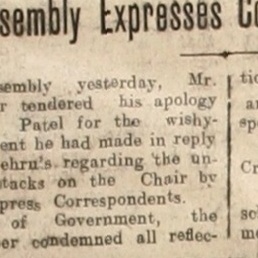 sembly Expresses Co
sembly yesterday, Mr.
r tendered his apology
Patel for the wishy-
ent he had made in reply
ehru's regarding the un-
tacks on the Chair by
press Correspondents.
of Government, the
er condemned all reflec-
tic
a
sp
Cr
sc
me